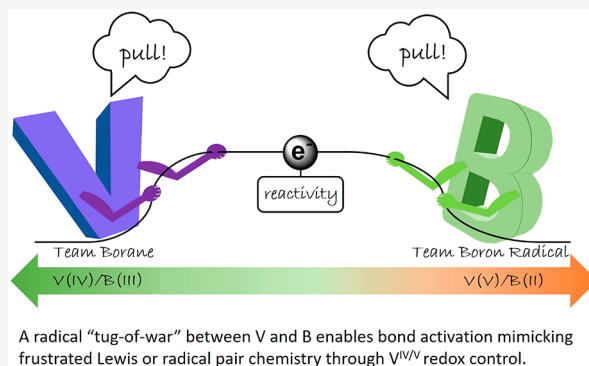 pull!
pull!
V
e-
B
reactivity
Team Borane
Team Boron Radical
V(IV)/B(III)
V(V)/B(II)
A radical “tug-of-war” between V and B enables bond activation mimicking
frustrated Lewis or radical pair chemistry through Vᴵⱽ/ⱽ redox control.